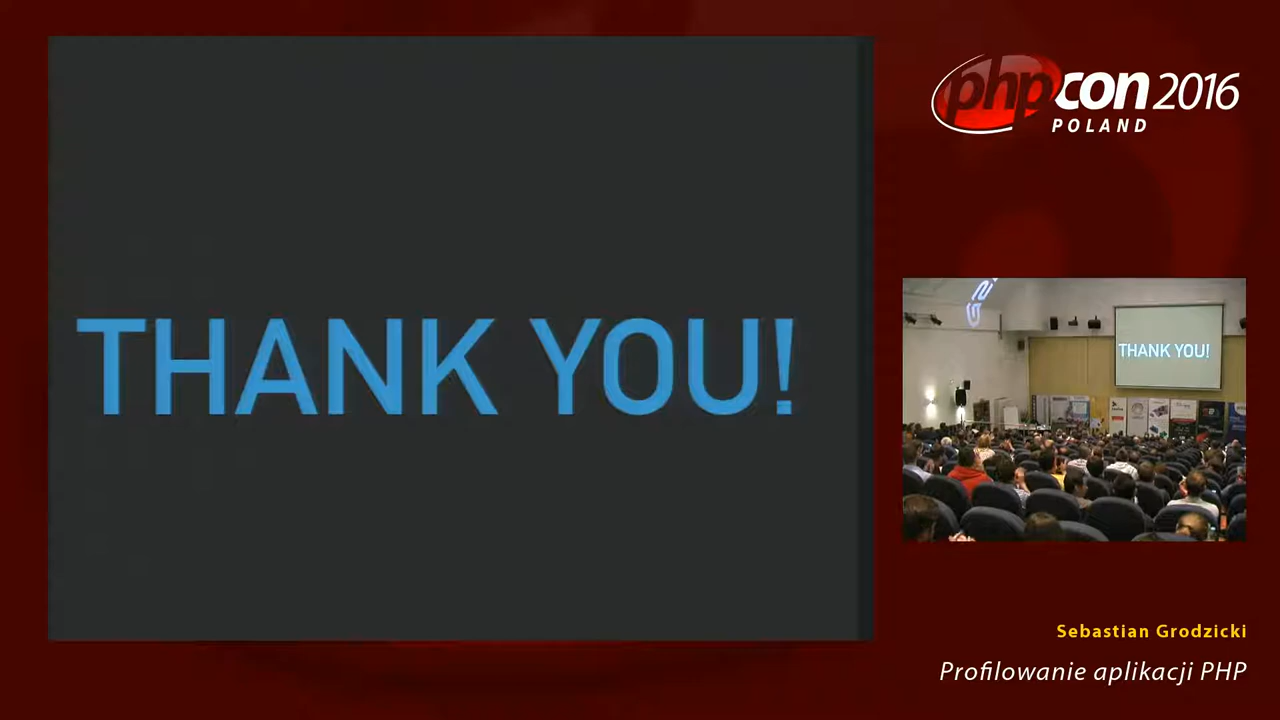 THANK YOU!
phpcon 2016
POLAND
THANK YOU!
Sebastian Grodzicki
Profilowanie aplikacji PHP